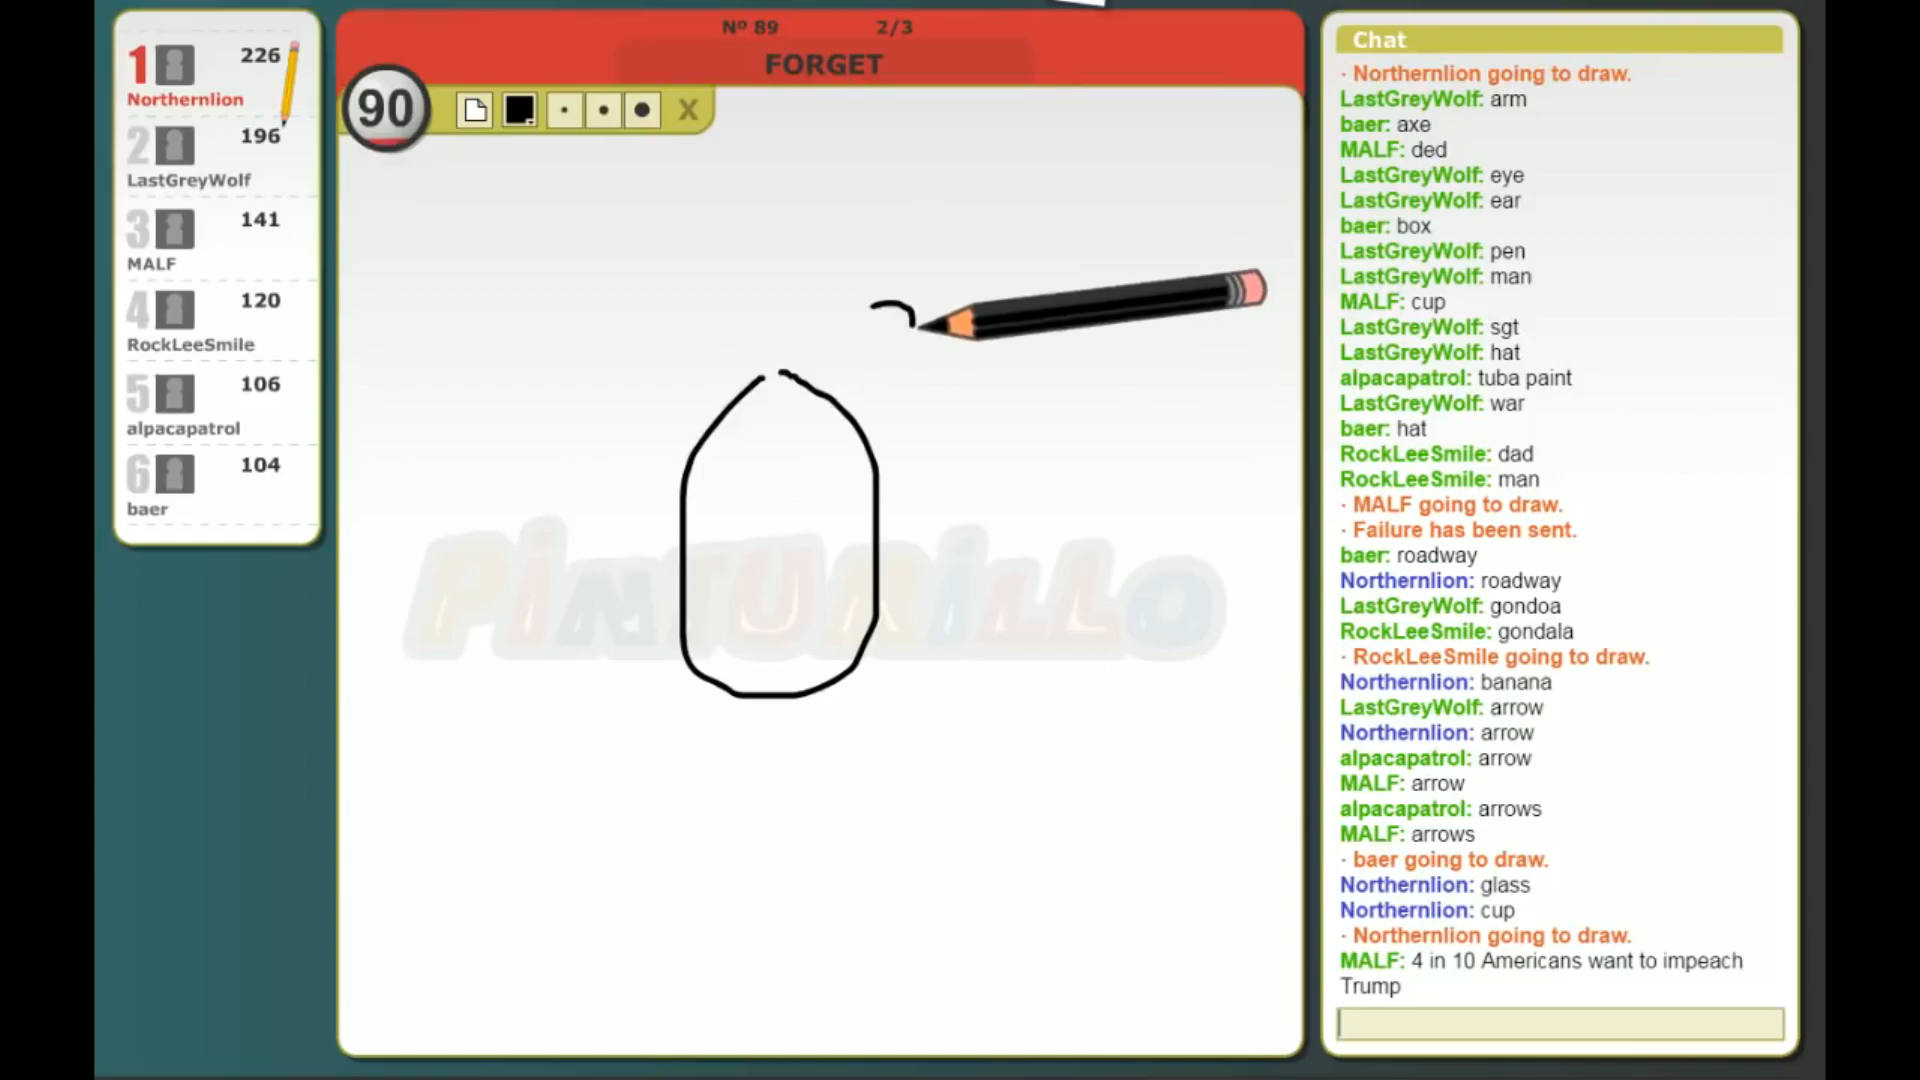 1 226
Northernlion
2 196
LastGreyWolf
3 141
MALF
4 120
RockLeeSmile
5 106
alpacapatrol
6 104
baer
Nº 89 2/3
FORGET
90 X
PINTURILLO
Chat
· Northernlion going to draw.
LastGreyWolf: arm
baer: axe
MALF: ded
LastGreyWolf: eye
LastGreyWolf: ear
baer: box
LastGreyWolf: pen
LastGreyWolf: man
MALF: cup
LastGreyWolf: sgt
LastGreyWolf: hat
alpacapatrol: tuba paint
LastGreyWolf: war
baer: hat
RockLeeSmile: dad
RockLeeSmile: man
· MALF going to draw.
· Failure has been sent.
baer: roadway
Northernlion: roadway
LastGreyWolf: gondoa
RockLeeSmile: gondala
· RockLeeSmile going to draw.
Northernlion: banana
LastGreyWolf: arrow
Northernlion: arrow
alpacapatrol: arrow
MALF: arrow
alpacapatrol: arrows
MALF: arrows
· baer going to draw.
Northernlion: glass
Northernlion: cup
· Northernlion going to draw.
MALF: 4 in 10 Americans want to impeach
Trump